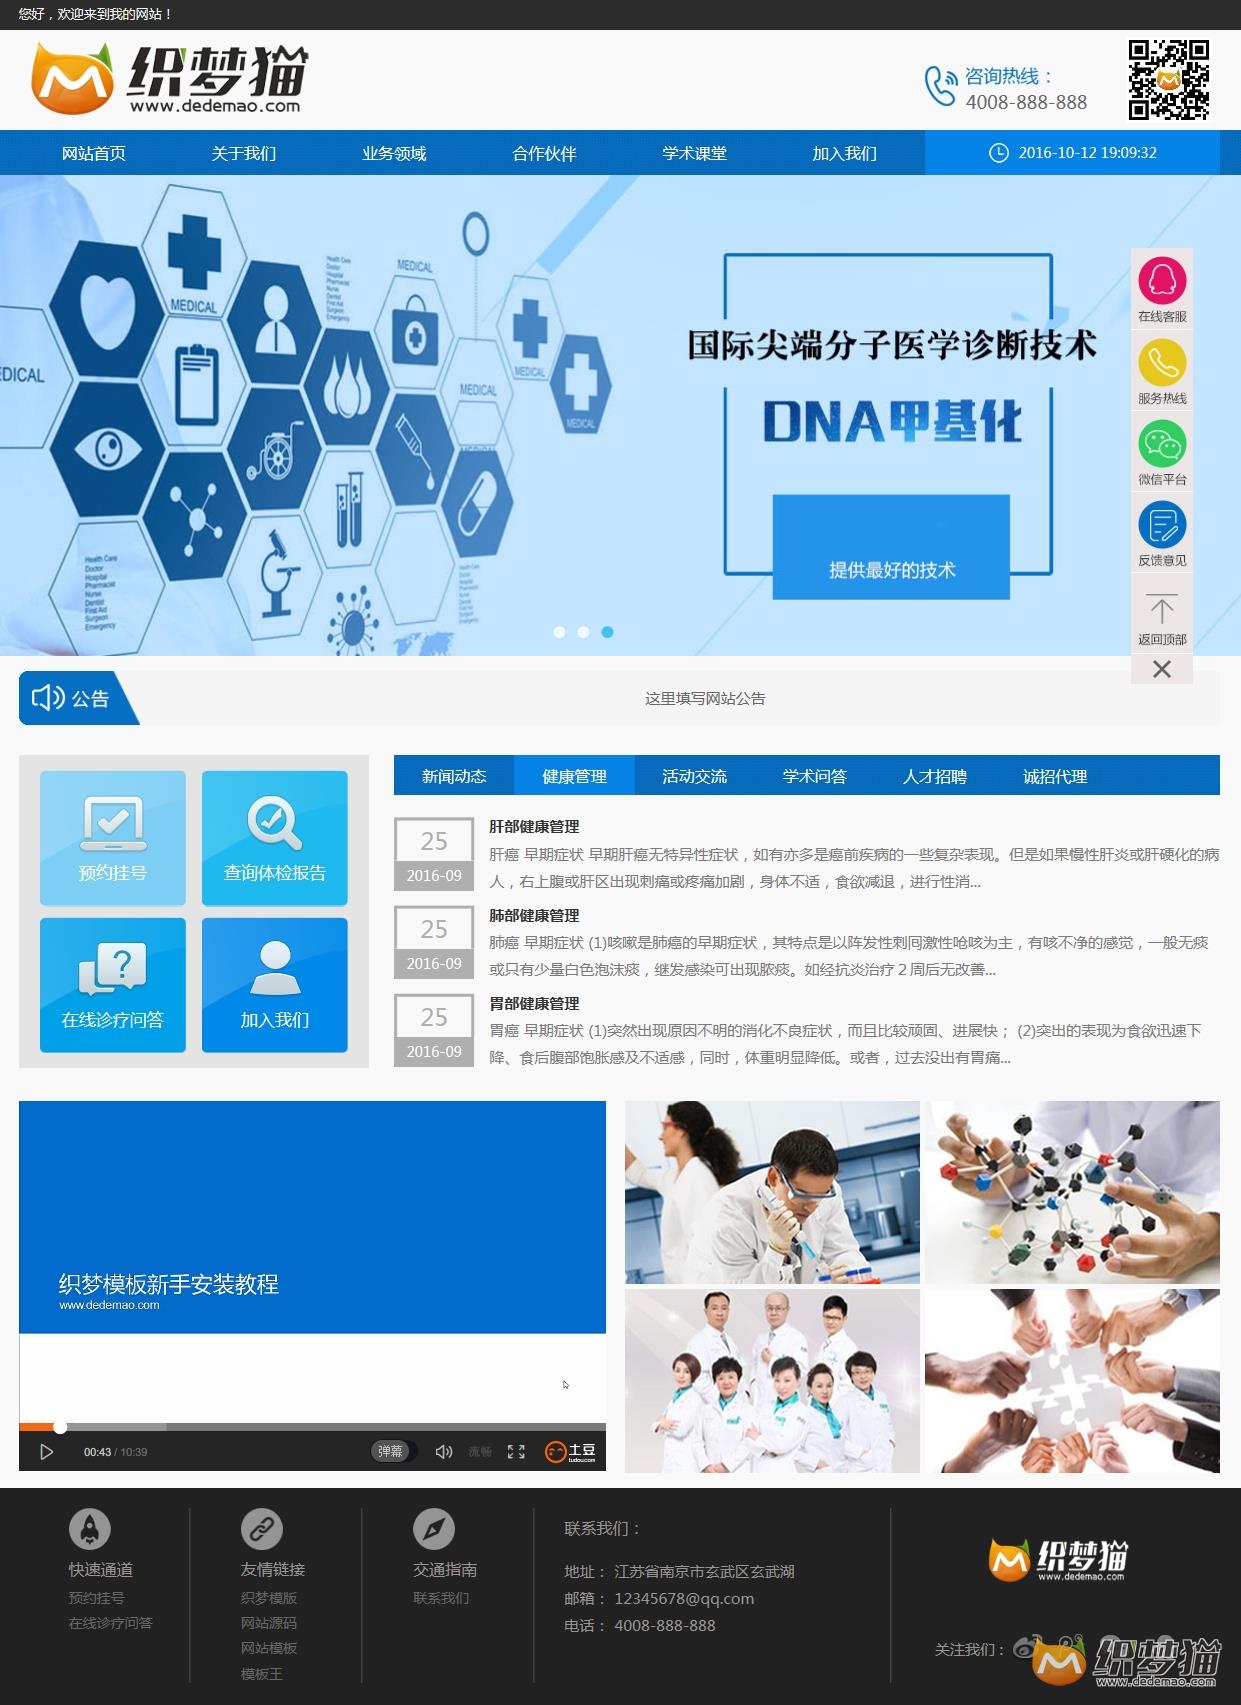 您好，欢迎来到我的网站！
织梦猫
www.dedemao.com
咨询热线：
4008-888-888
网站首页 关于我们 业务领域 合作伙伴 学术课堂 加入我们 2016-10-12 19:09:32
MEDICAL
MEDICAL
MEDICAL
MEDICAL
MEDICAL
EDICAL
Health Care
Doctor
Hospital
Pharmacist
Nurse
Dentist
First Aid
Surgeon
Emergency
国际尖端分子医学诊断技术
DNA甲基化
提供最好的技术
在线客服
服务热线
微信平台
反馈意见
返回顶部
公告 这里填写网站公告
预约挂号 查询体检报告
在线诊疗问答 加入我们
新闻动态 健康管理 活动交流 学术问答 人才招聘 诚招代理
25
2016-09
肝部健康管理
肝癌 早期症状 早期肝癌无特异性症状，如有亦多是癌前疾病的一些复杂表现。但是如果慢性肝炎或肝硬化的病
人，右上腹或肝区出现刺痛或疼痛加剧，身体不适，食欲减退，进行性消...
25
2016-09
肺部健康管理
肺癌 早期症状 (1)咳嗽是肺癌的早期症状，其特点是以阵发性刺间激性呛咳为主，有咳不净的感觉，一般无痰
或只有少量白色泡沫痰，继发感染可出现脓痰。如经抗炎治疗２周后无改善...
25
2016-09
胃部健康管理
胃癌 早期症状 (1)突然出现原因不明的消化不良症状，而且比较顽固、进展快； (2)突出的表现为食欲迅速下
降、食后腹部饱胀感及不适感，同时，体重明显降低。或者，过去没出有胃痛...
织梦模板新手安装教程
www.dedemao.com
00:43 / 10:39 弹幕 流畅 土豆
tudou.com
快速通道
预约挂号
在线诊疗问答
友情链接
织梦模版
网站源码
网站模板
模板王
交通指南
联系我们
联系我们：
地址： 江苏省南京市玄武区玄武湖
邮箱： 12345678@qq.com
电话： 4008-888-888
织梦猫
www.dedemao.com
关注我们：
织梦猫
www.dedemao.com